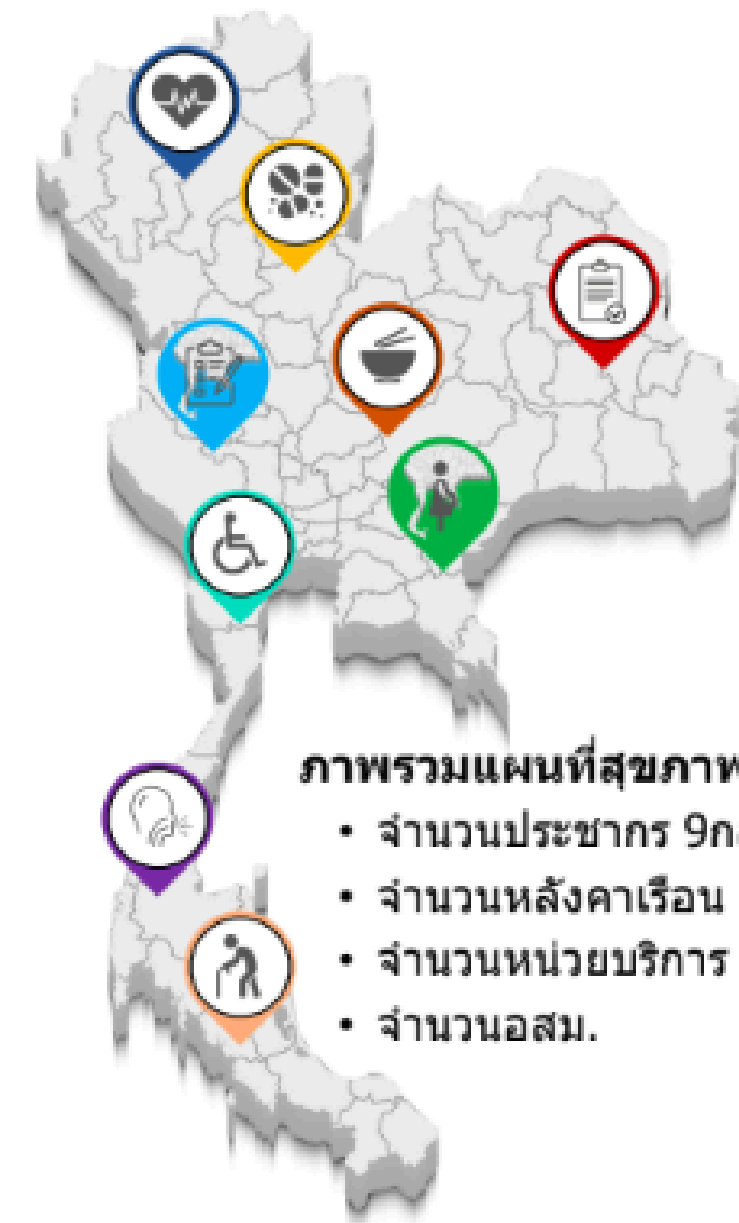 ภาพรวมแผนที่สุขภาพ
• จำนวนประชากร 9ก
• จำนวนหลังคาเรือน
• จำนวนหน่วยบริการ
• จำนวนอสม.